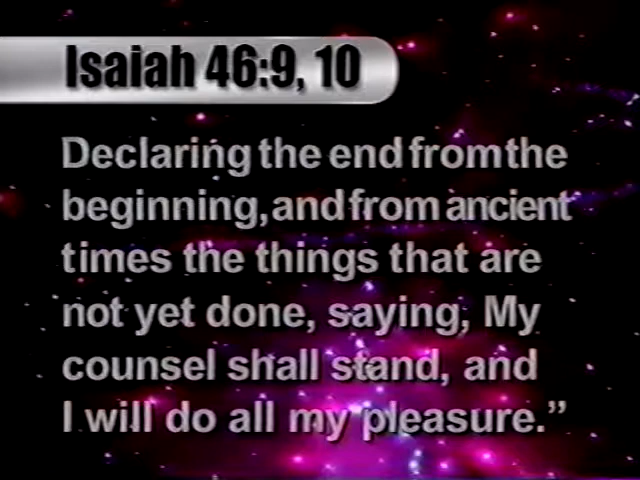 Isaiah 46:9, 10
Declaring the end from the
beginning, and from ancient
times the things that are
not yet done, saying, My
counsel shall stand, and
I will do all my pleasure.”